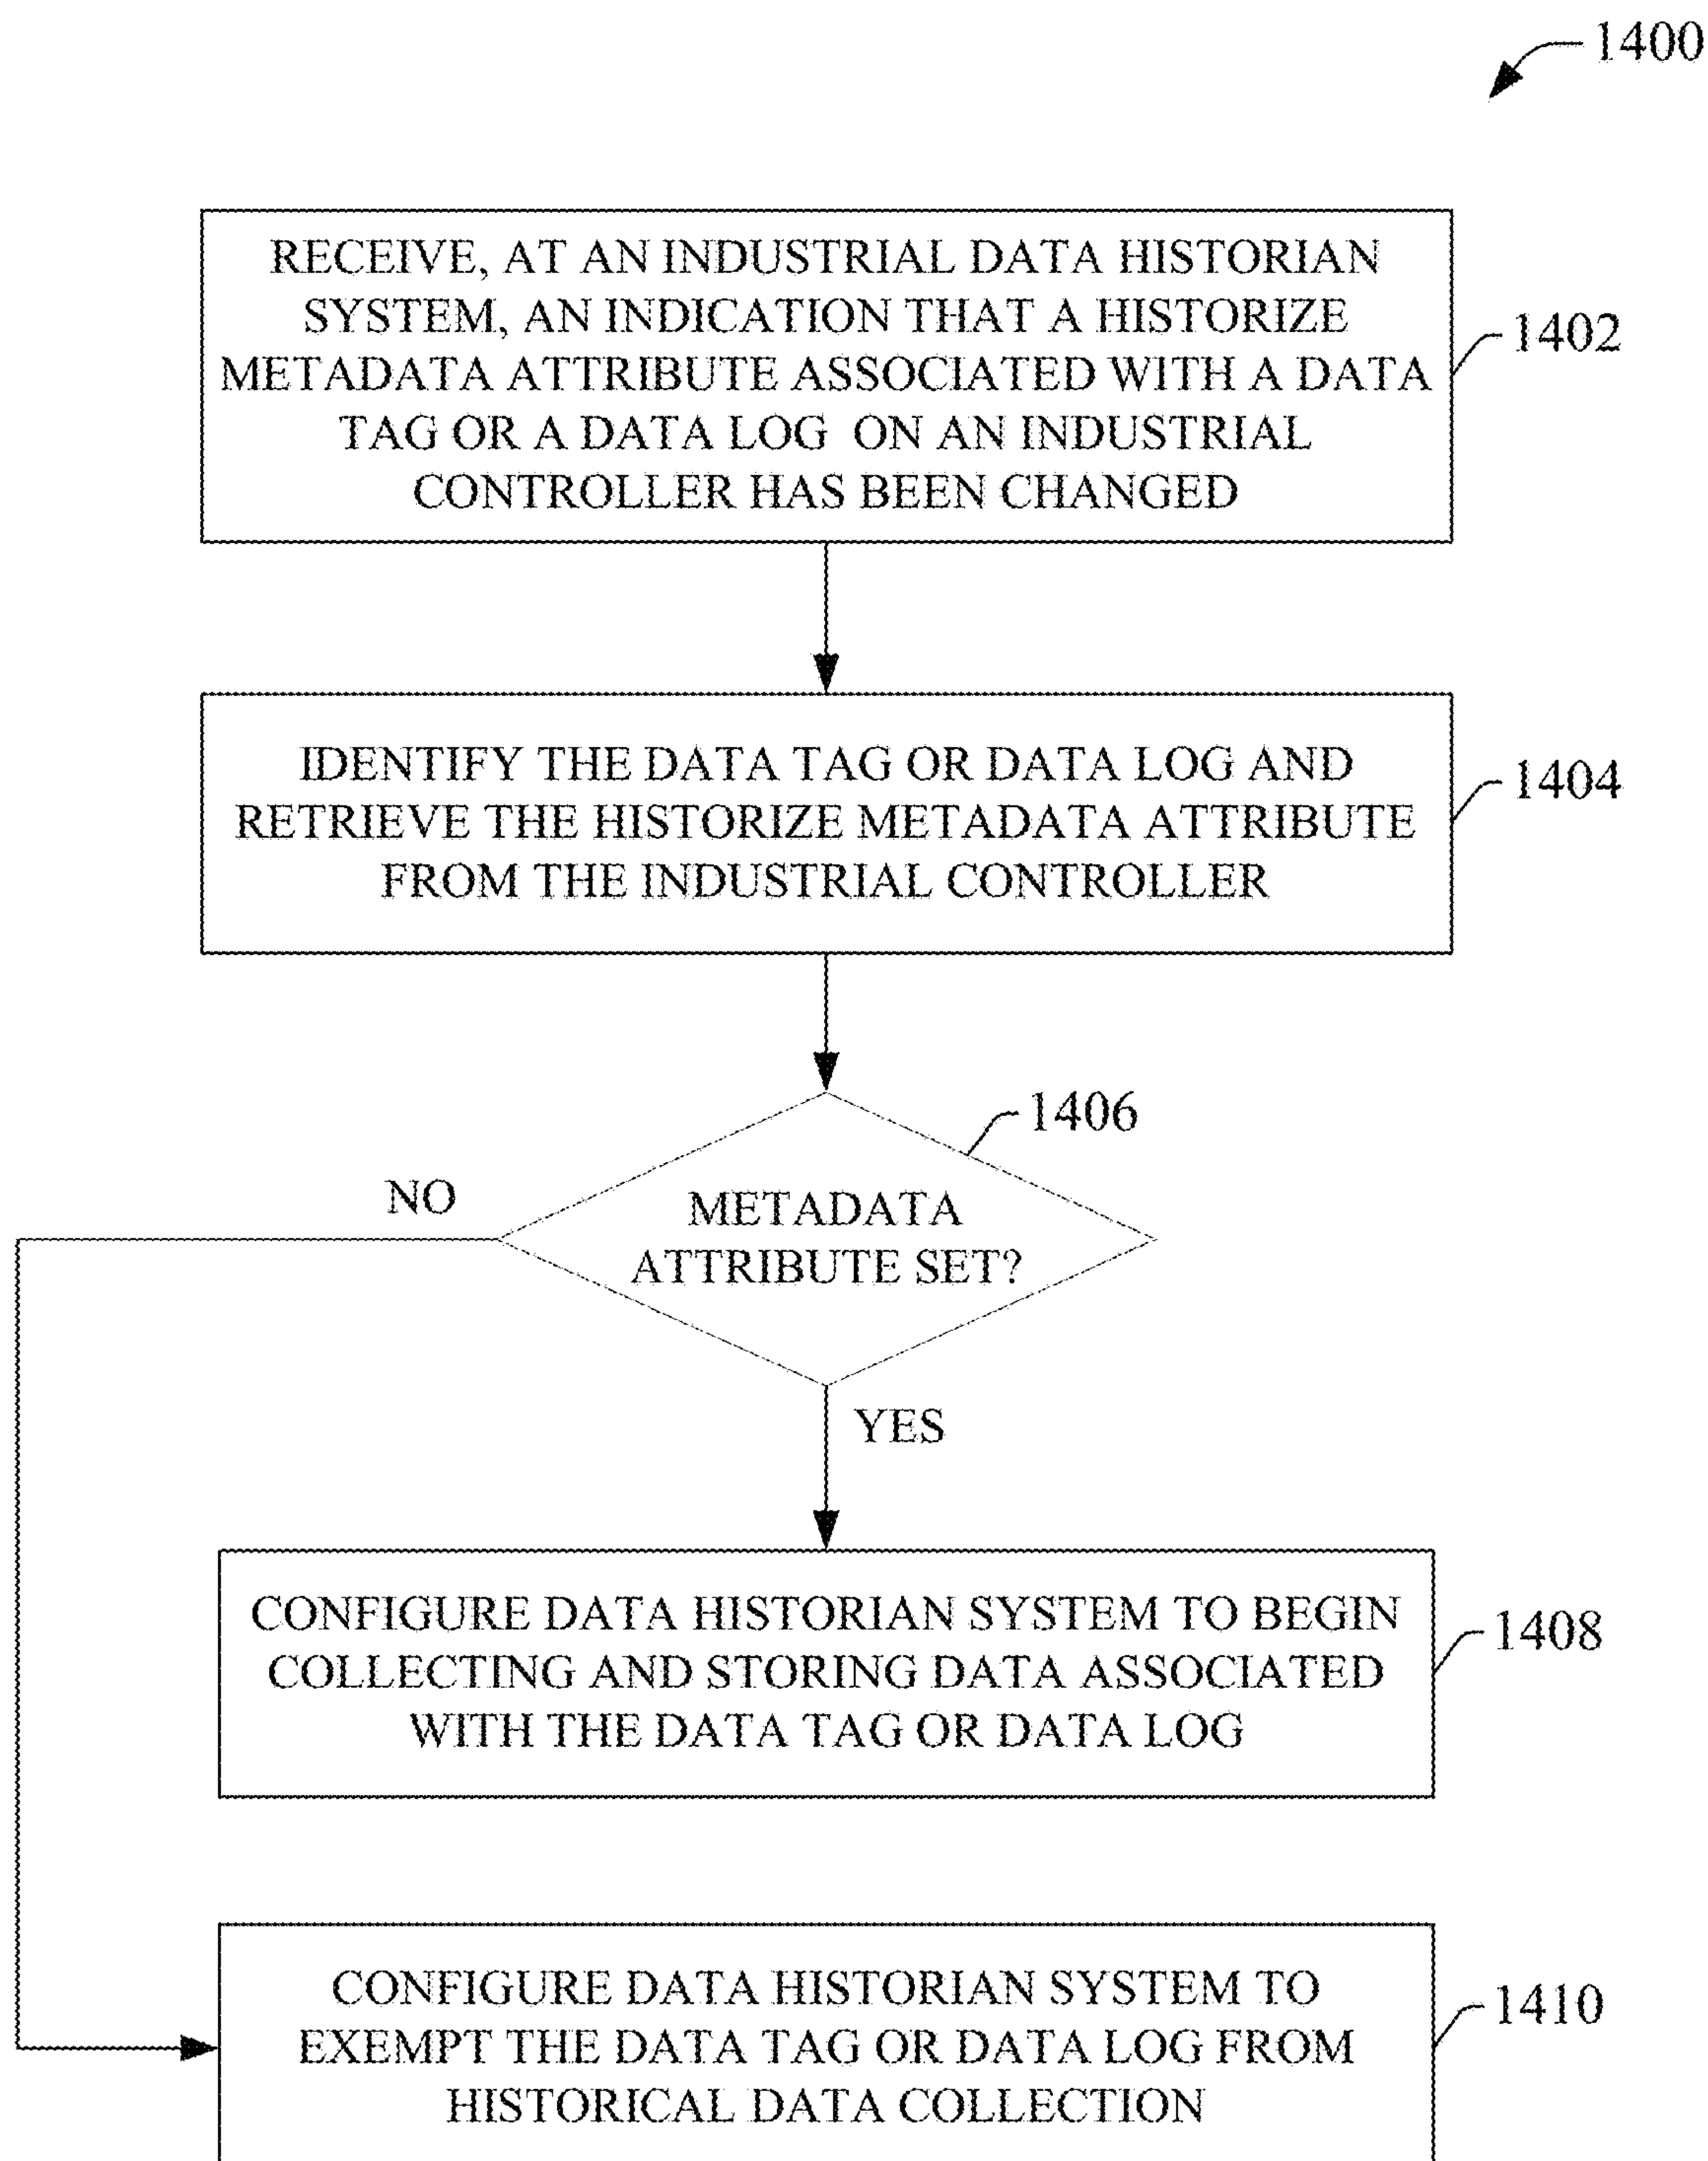 1400
RECEIVE, AT AN INDUSTRIAL DATA HISTORIAN
SYSTEM, AN INDICATION THAT A HISTORIZE
METADATA ATTRIBUTE ASSOCIATED WITH A DATA
TAG OR A DATA LOG ON AN INDUSTRIAL
CONTROLLER HAS BEEN CHANGED
1402
IDENTIFY THE DATA TAG OR DATA LOG AND
RETRIEVE THE HISTORIZE METADATA ATTRIBUTE
FROM THE INDUSTRIAL CONTROLLER
1404
1406
NO
METADATA
ATTRIBUTE SET?
YES
CONFIGURE DATA HISTORIAN SYSTEM TO BEGIN
COLLECTING AND STORING DATA ASSOCIATED
WITH THE DATA TAG OR DATA LOG
1408
CONFIGURE DATA HISTORIAN SYSTEM TO
EXEMPT THE DATA TAG OR DATA LOG FROM
HISTORICAL DATA COLLECTION
1410